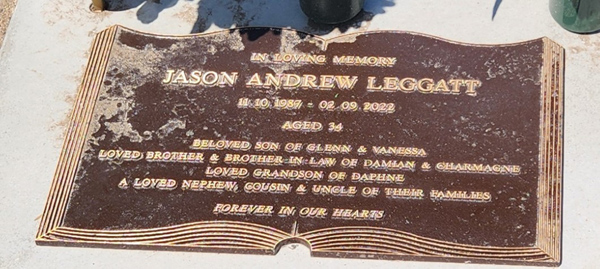 IN LOVING MEMORY
JASON ANDREW LEGGATT
11.10.1987 - 02.09.2022
AGED 34
BELOVED SON OF GLENN & VANESSA
LOVED BROTHER & BROTHER IN LAW OF DAMIAN & CHARMAGNE
LOVED GRANDSON OF DAPHNE
A LOVED NEPHEW, COUSIN & UNCLE OF THEIR FAMILIES
FOREVER IN OUR HEARTS